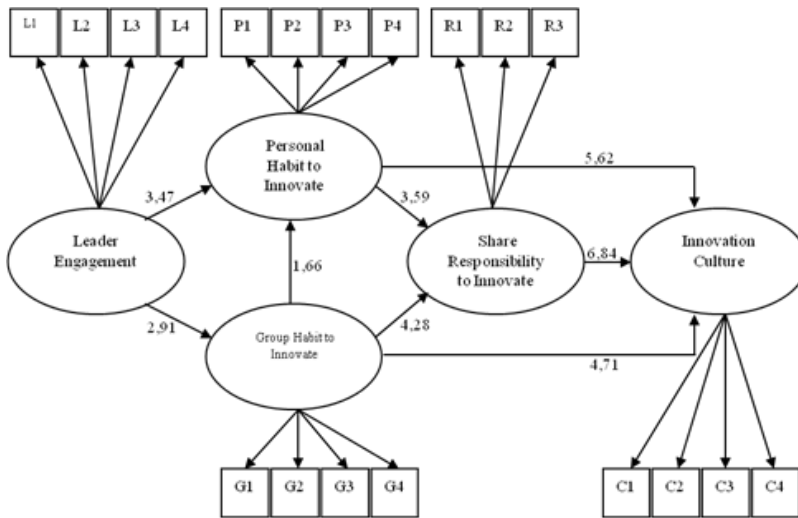 L1 L2 L3 L4 P1 P2 P3 P4 R1 R2 R3
Personal
Habit to
Innovate
5,62
3,47
3,59
Leader
Engagement
Share
Responsibility
to Innovate
6,84
Innovation
Culture
1,66
2,91
4,28
Group Habit to
Innovate
4,71
G1 G2 G3 G4 C1 C2 C3 C4